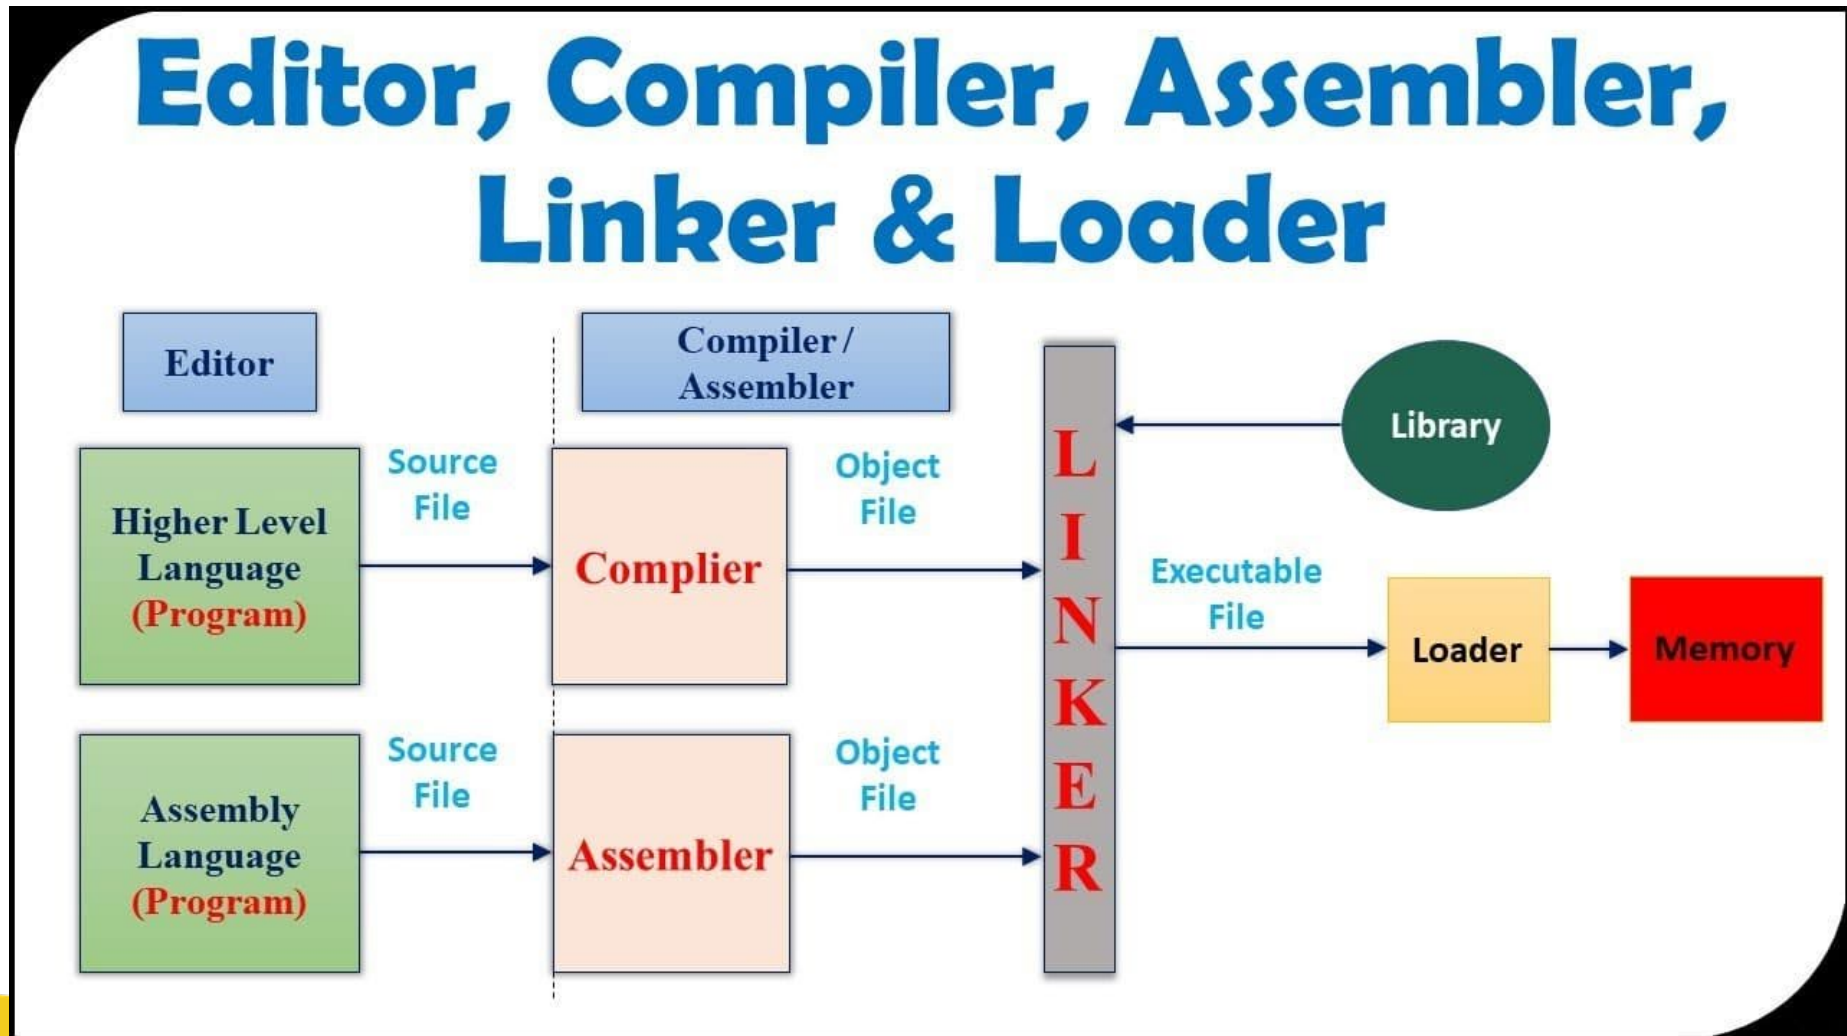 Editor, Compiler, Assembler,
Linker & Loader
Editor
Compiler /
Assembler
Higher Level
Language
(Program)
Source
File
Complier
Object
File
LINKER
Library
Executable
File
Loader
Memory
Assembly
Language
(Program)
Source
File
Assembler
Object
File